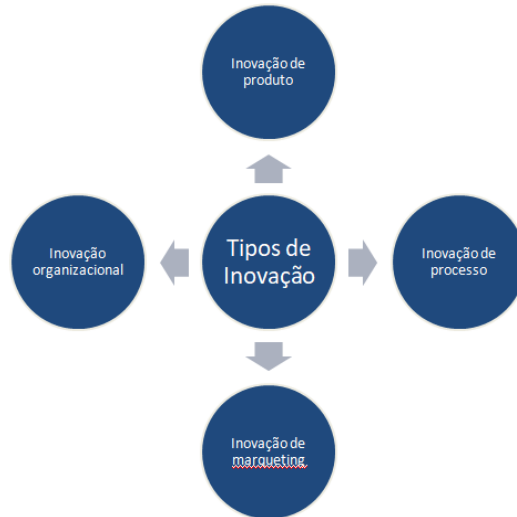 Inovação de
produto
Inovação
organizacional
Tipos de
Inovação
Inovação de
processo
Inovação de
marqueting